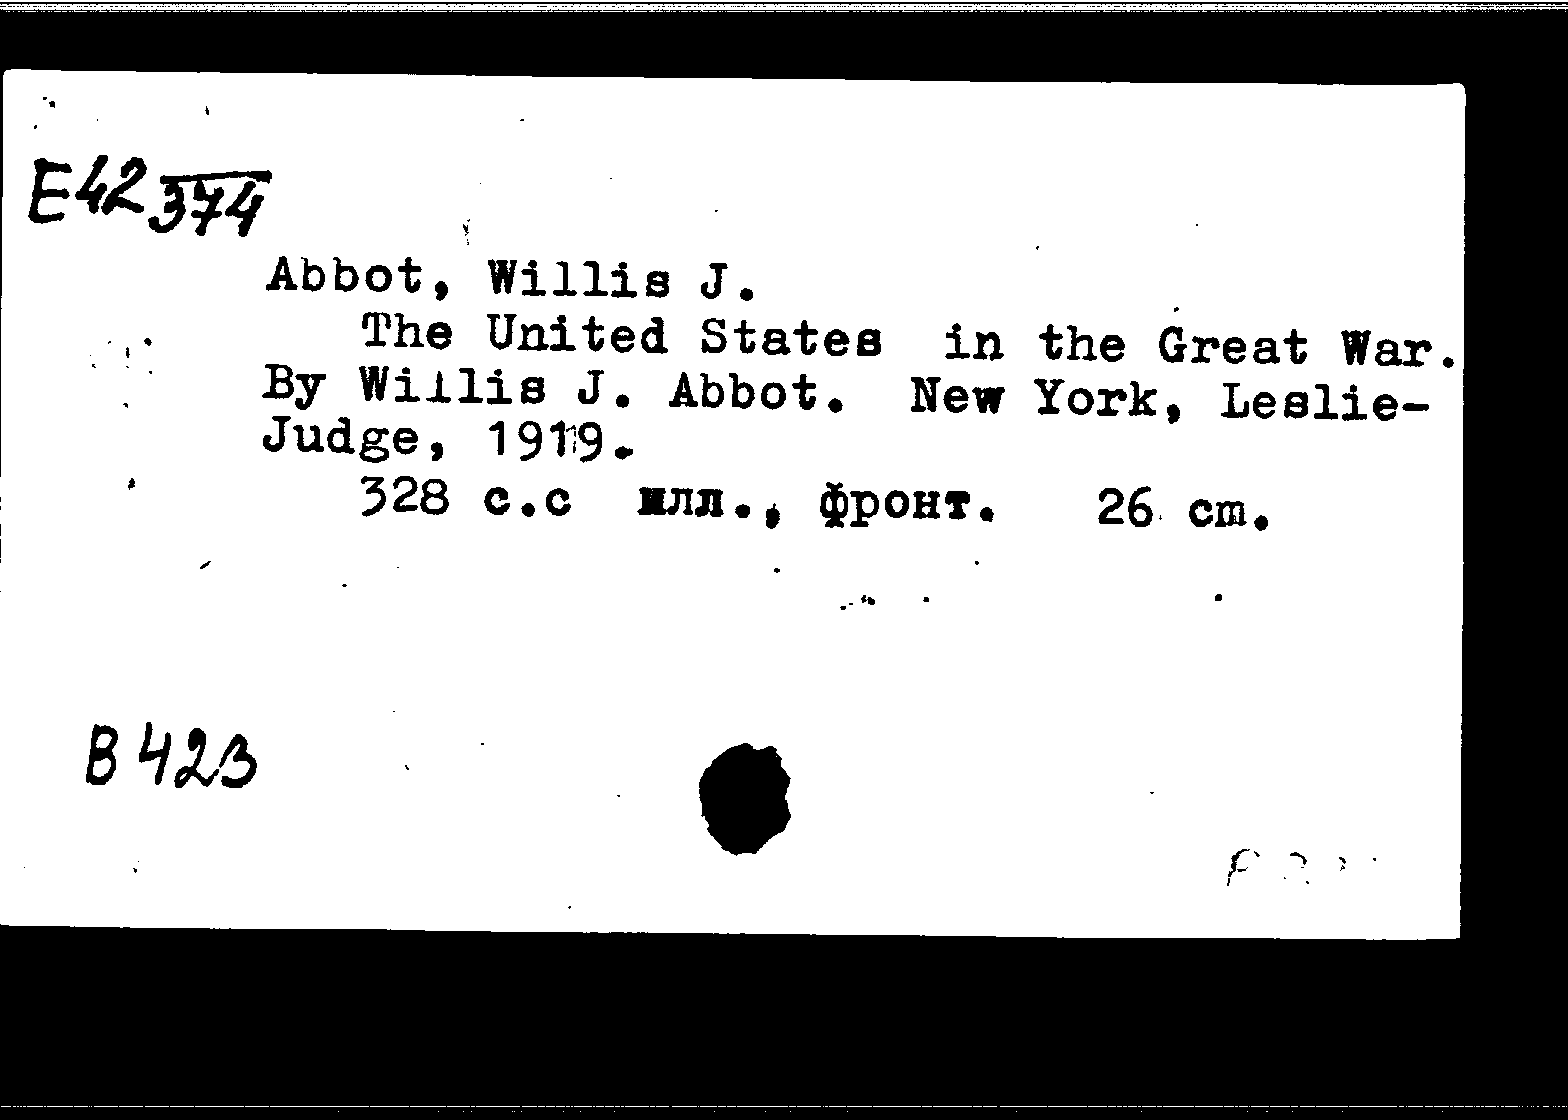 E42 374
Abbot, Willis J.
The United States in the Great War.
By Willis J. Abbot. New York, Leslie-
Judge, 1919.
328 с.с илл., фронт. 26 cm.
B 423